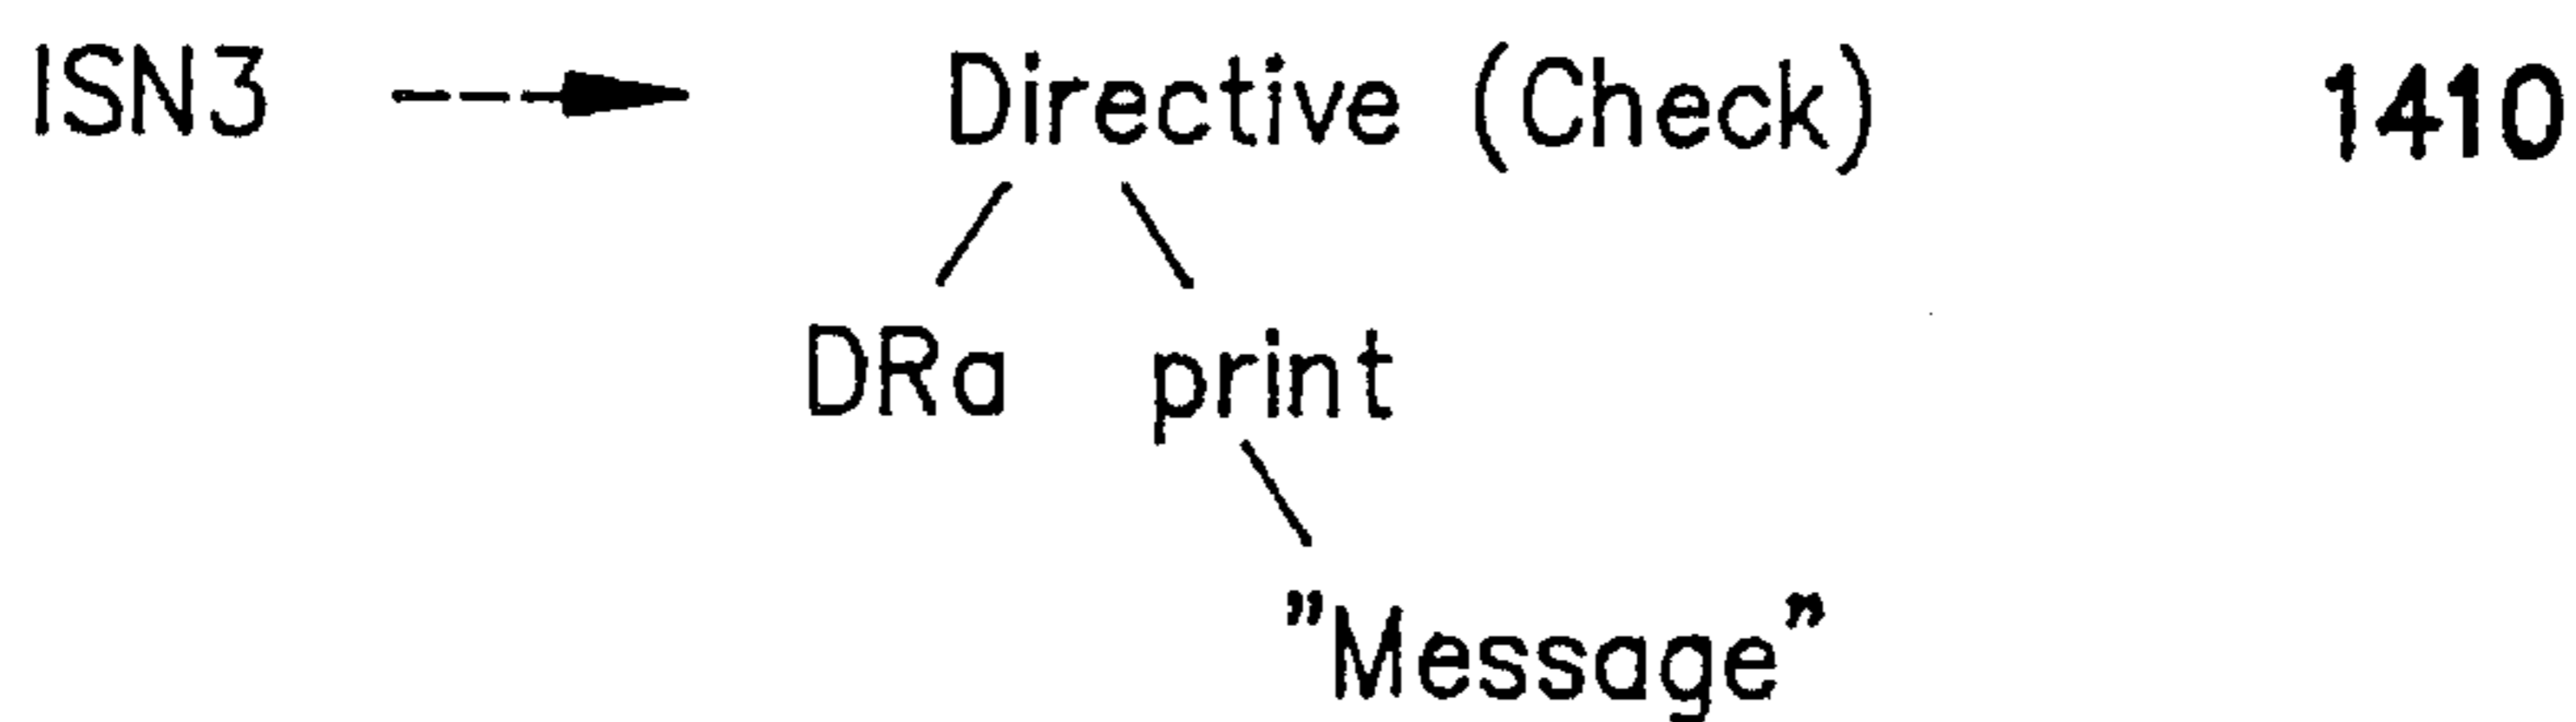 ISN3 Directive (Check) 1410
DRa print
"Message"